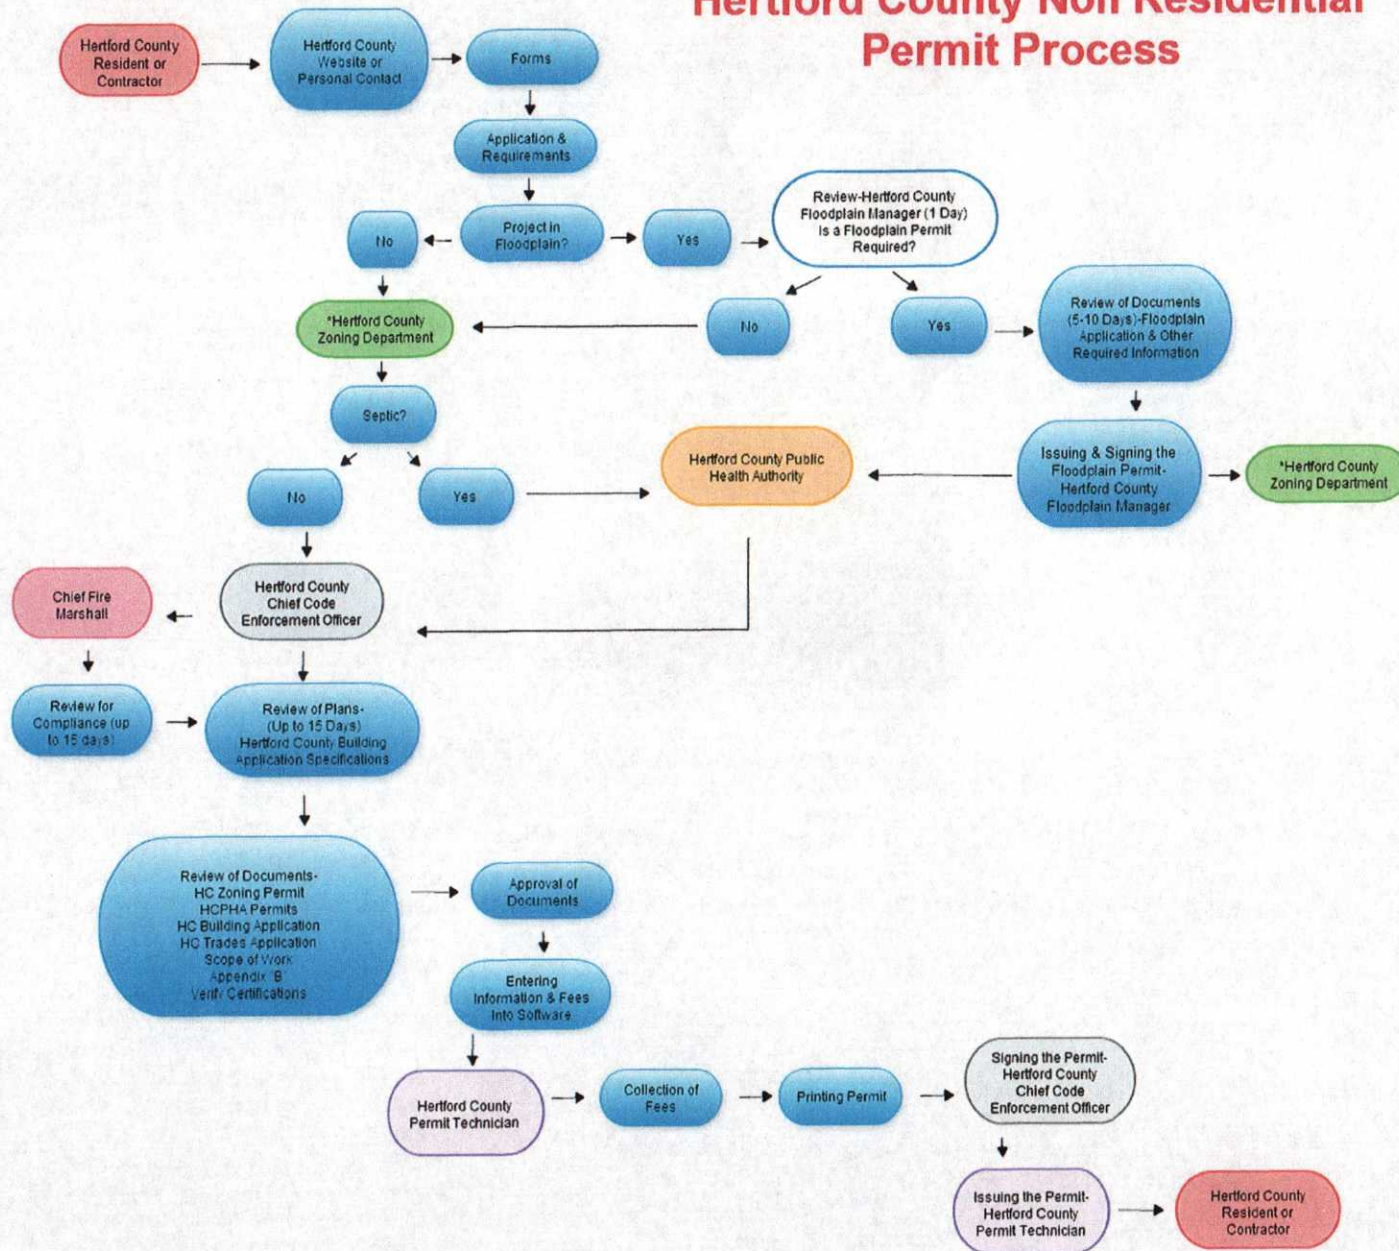 Hertford County Non Residential
Permit Process
Hertford County
Resident or
Contractor
Hertford County
Website or
Personal Contact
Forms
Application &
Requirements
Project in
Floodplain?
No
Yes
Review-Hertford County
Floodplain Manager (1 Day)
Is a Floodplain Permit
Required?
No
Yes
Review of Documents
(5-10 Days)-Floodplain
Application & Other
Required Information
*Hertford County
Zoning Department
Septic?
No
Yes
Hertford County Public
Health Authority
Issuing & Signing the
Floodplain Permit-
Hertford County
Floodplain Manager
*Hertford County
Zoning Department
Chief Fire
Marshall
Hertford County
Chief Code
Enforcement Officer
Review for
Compliance (up
to 15 days)
Review of Plans-
(Up to 15 Days)
Hertford County Building
Application Specifications
Review of Documents-
HC Zoning Permit
HCPHA Permits
HC Building Application
HC Trades Application
Scope of Work
Appendix 'B'
Verify Certifications
Approval of
Documents
Entering
Information & Fees
Into Software
Hertford County
Permit Technician
Collection of
Fees
Printing Permit
Signing the Permit-
Hertford County
Chief Code
Enforcement Officer
Issuing the Permit-
Hertford County
Permit Technician
Hertford County
Resident or
Contractor